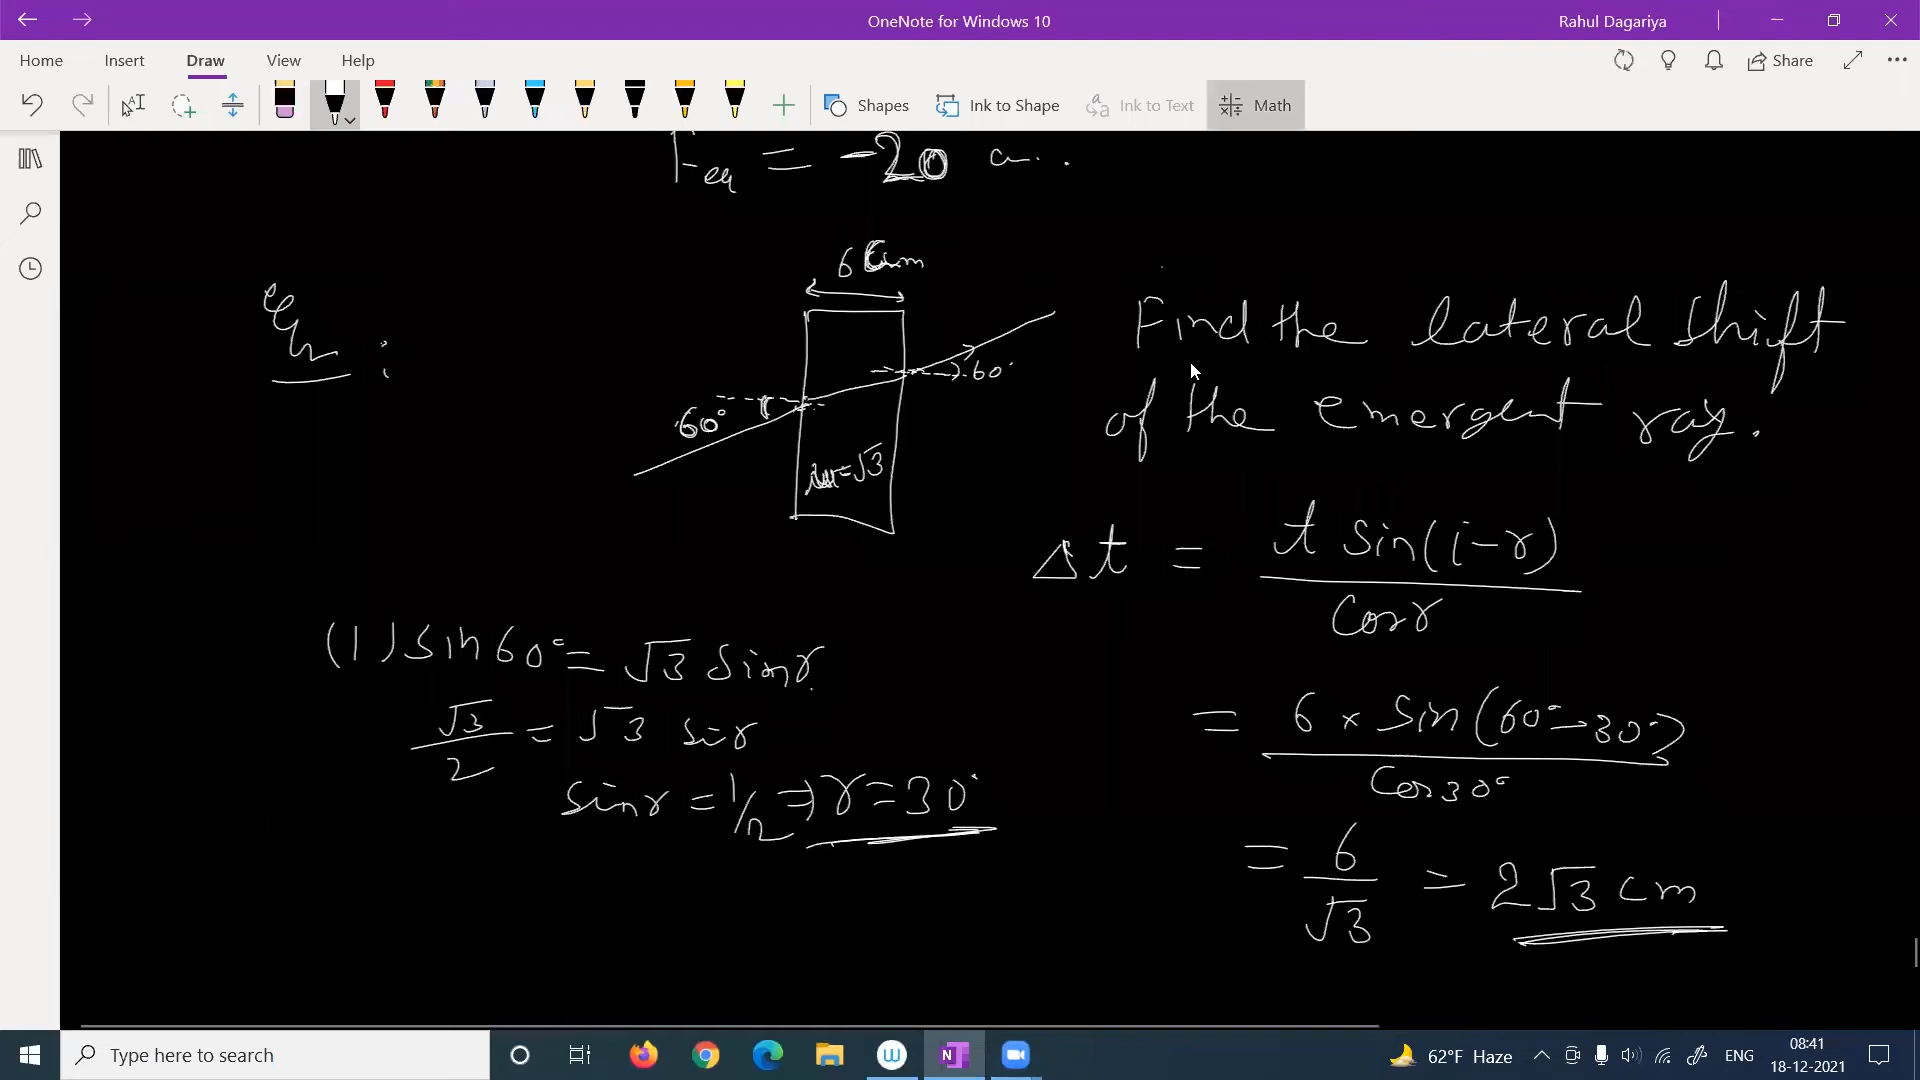 OneNote for Windows 10
Rahul Dagariya
Home Insert Draw View Help
Share
Shapes Ink to Shape Ink to Text Math
Feq = -20
6 cm
60°
60°
μ=√3
Find the lateral shift
of the emergent ray.
Δt = t sin(i-r) / cos r
(1) sin 60° = √3 sin r
√3/2 = √3 sin r
sin r = 1/2 ⇒ r = 30°
= 6 × sin(60°-30°) / cos 30°
= 6/√3 = 2√3 cm
Type here to search
62°F Haze
ENG
08:41
18-12-2021